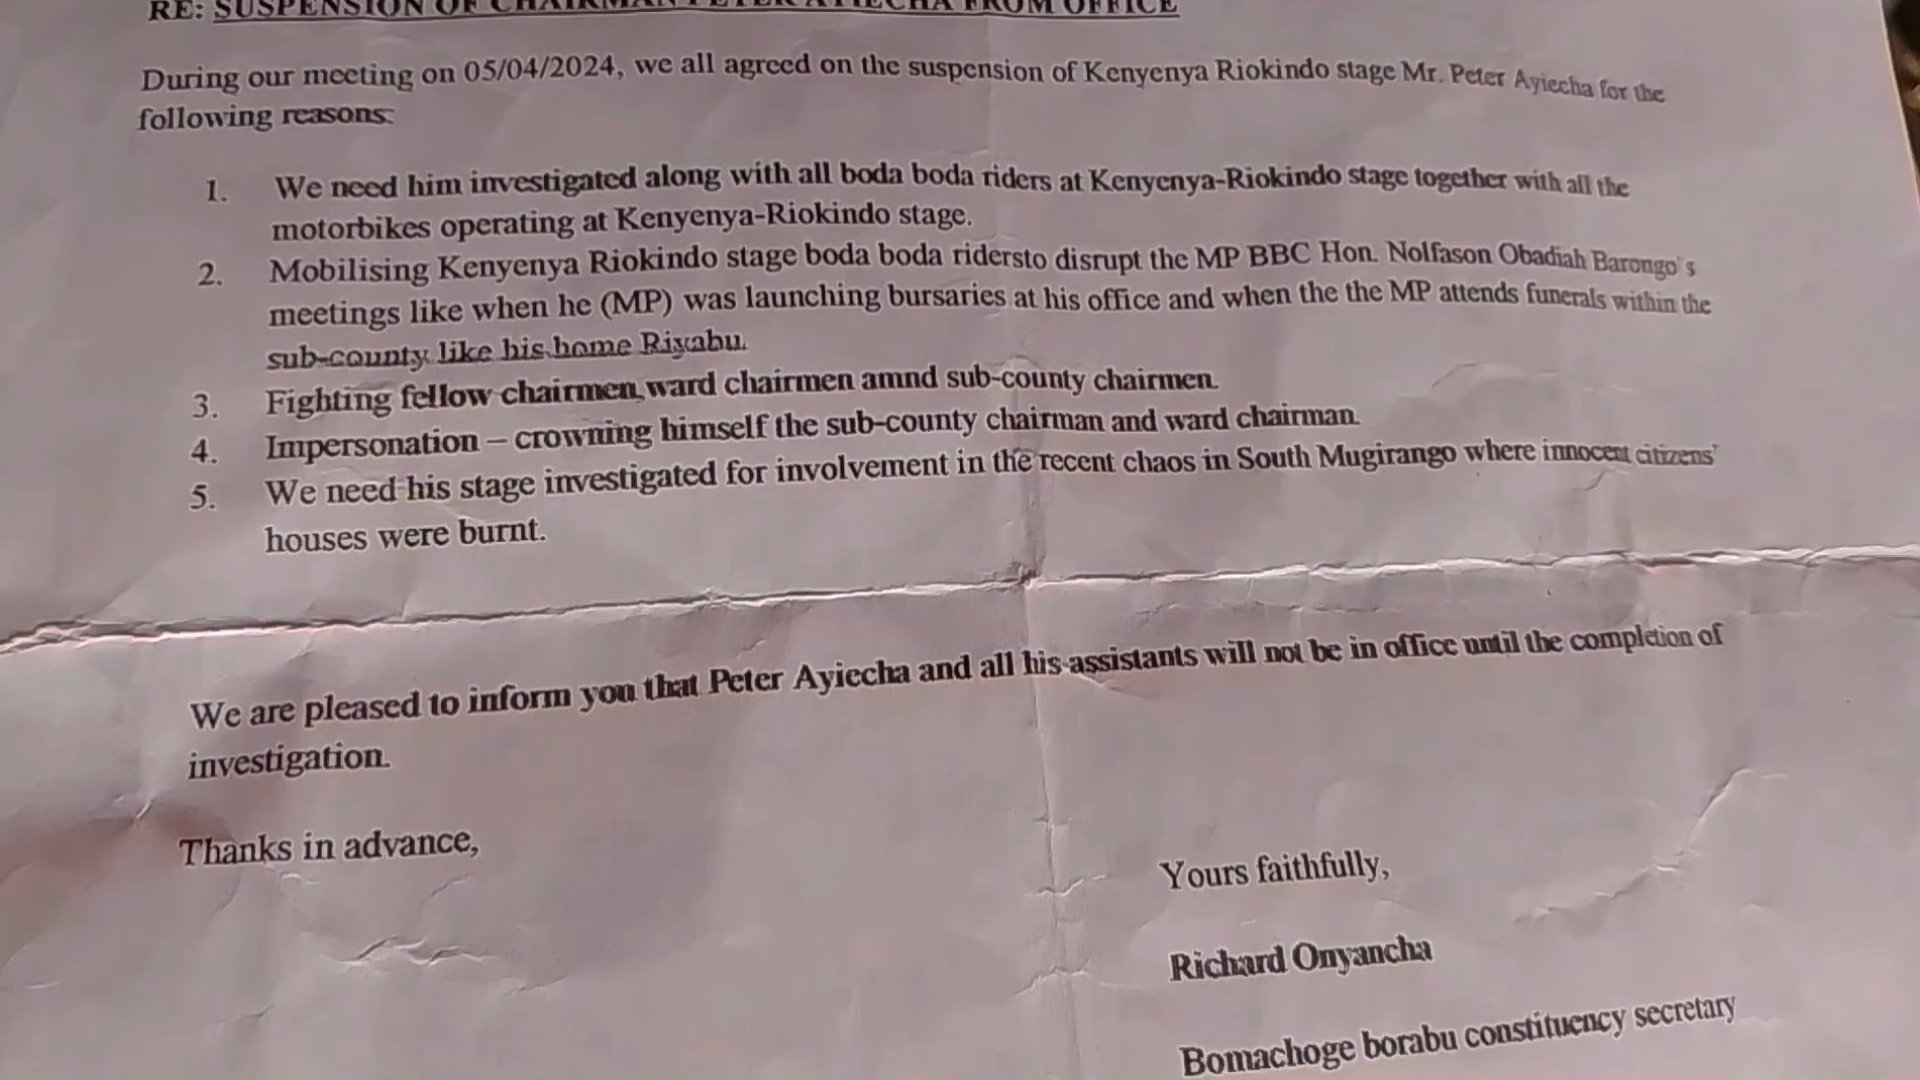 RE: SUSPENSION OF CHAIRMAN PETER AYIECHA FROM OFFICE
During our meeting on 05/04/2024, we all agreed on the suspension of Kenyenya Riokindo stage Mr. Peter Ayiecha for the
following reasons:
1. We need him investigated along with all boda boda riders at Kenyenya-Riokindo stage together with all the
motorbikes operating at Kenyenya-Riokindo stage.
2. Mobilising Kenyenya Riokindo stage boda boda ridersto disrupt the MP BBC Hon. Nolfason Obadiah Barongo's
meetings like when he (MP) was launching bursaries at his office and when the the MP attends funerals within the
sub-county like his home Riyabu.
3. Fighting fellow chairmen, ward chairmen amnd sub-county chairmen.
4. Impersonation – crowning himself the sub-county chairman and ward chairman.
5. We need his stage investigated for involvement in the recent chaos in South Mugirango where innocent citizens'
houses were burnt.
We are pleased to inform you that Peter Ayiecha and all his assistants will not be in office until the completion of
investigation.
Thanks in advance,
Yours faithfully,
Richard Onyancha
Bomachoge borabu constituency secretary